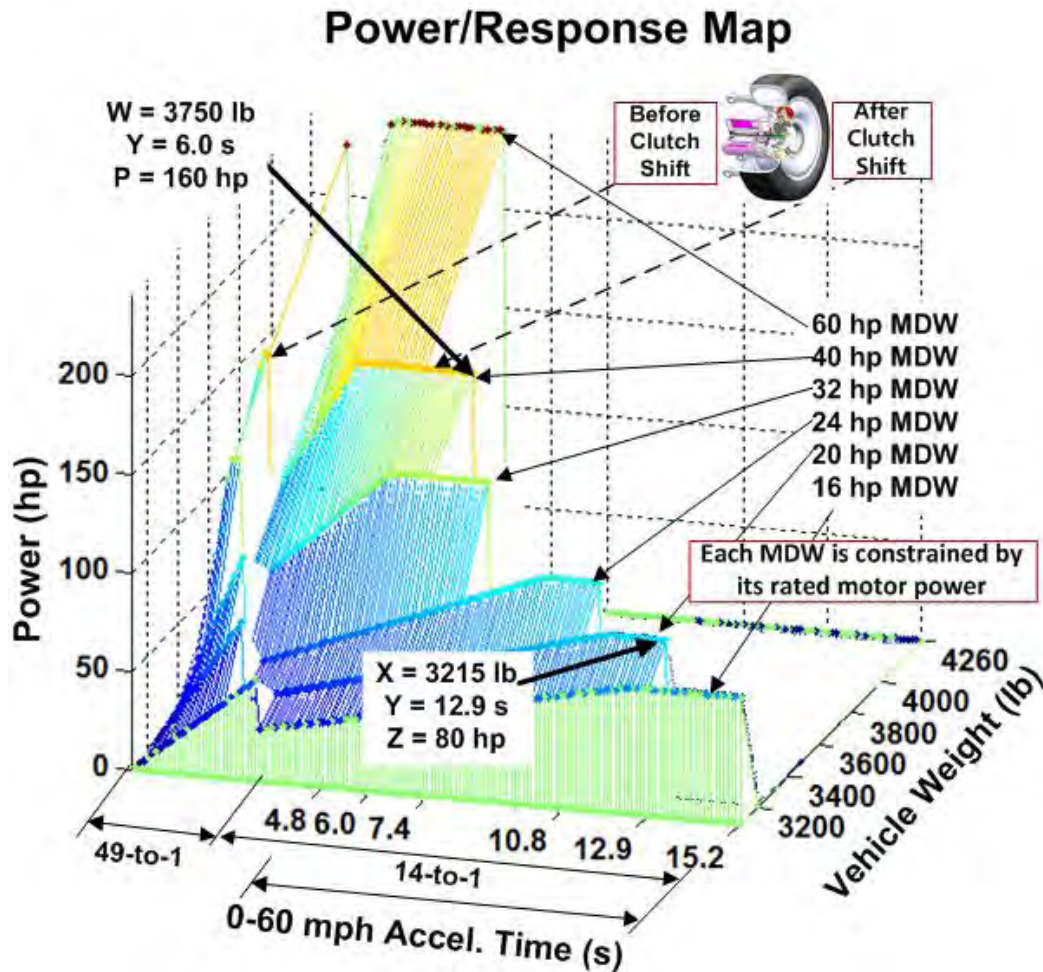 Power/Response Map
W = 3750 lb
Y = 6.0 s
P = 160 hp
Before
Clutch
Shift
After
Clutch
Shift
60 hp MDW
40 hp MDW
32 hp MDW
24 hp MDW
20 hp MDW
16 hp MDW
Each MDW is constrained by
its rated motor power
Power (hp)
200
150
100
50
0
X = 3215 lb
Y = 12.9 s
Z = 80 hp
4260
4000
3800
3600
3400
3200
Vehicle Weight (lb)
4.8
6.0
7.4
10.8
12.9
15.2
49-to-1
14-to-1
0-60 mph Accel. Time (s)